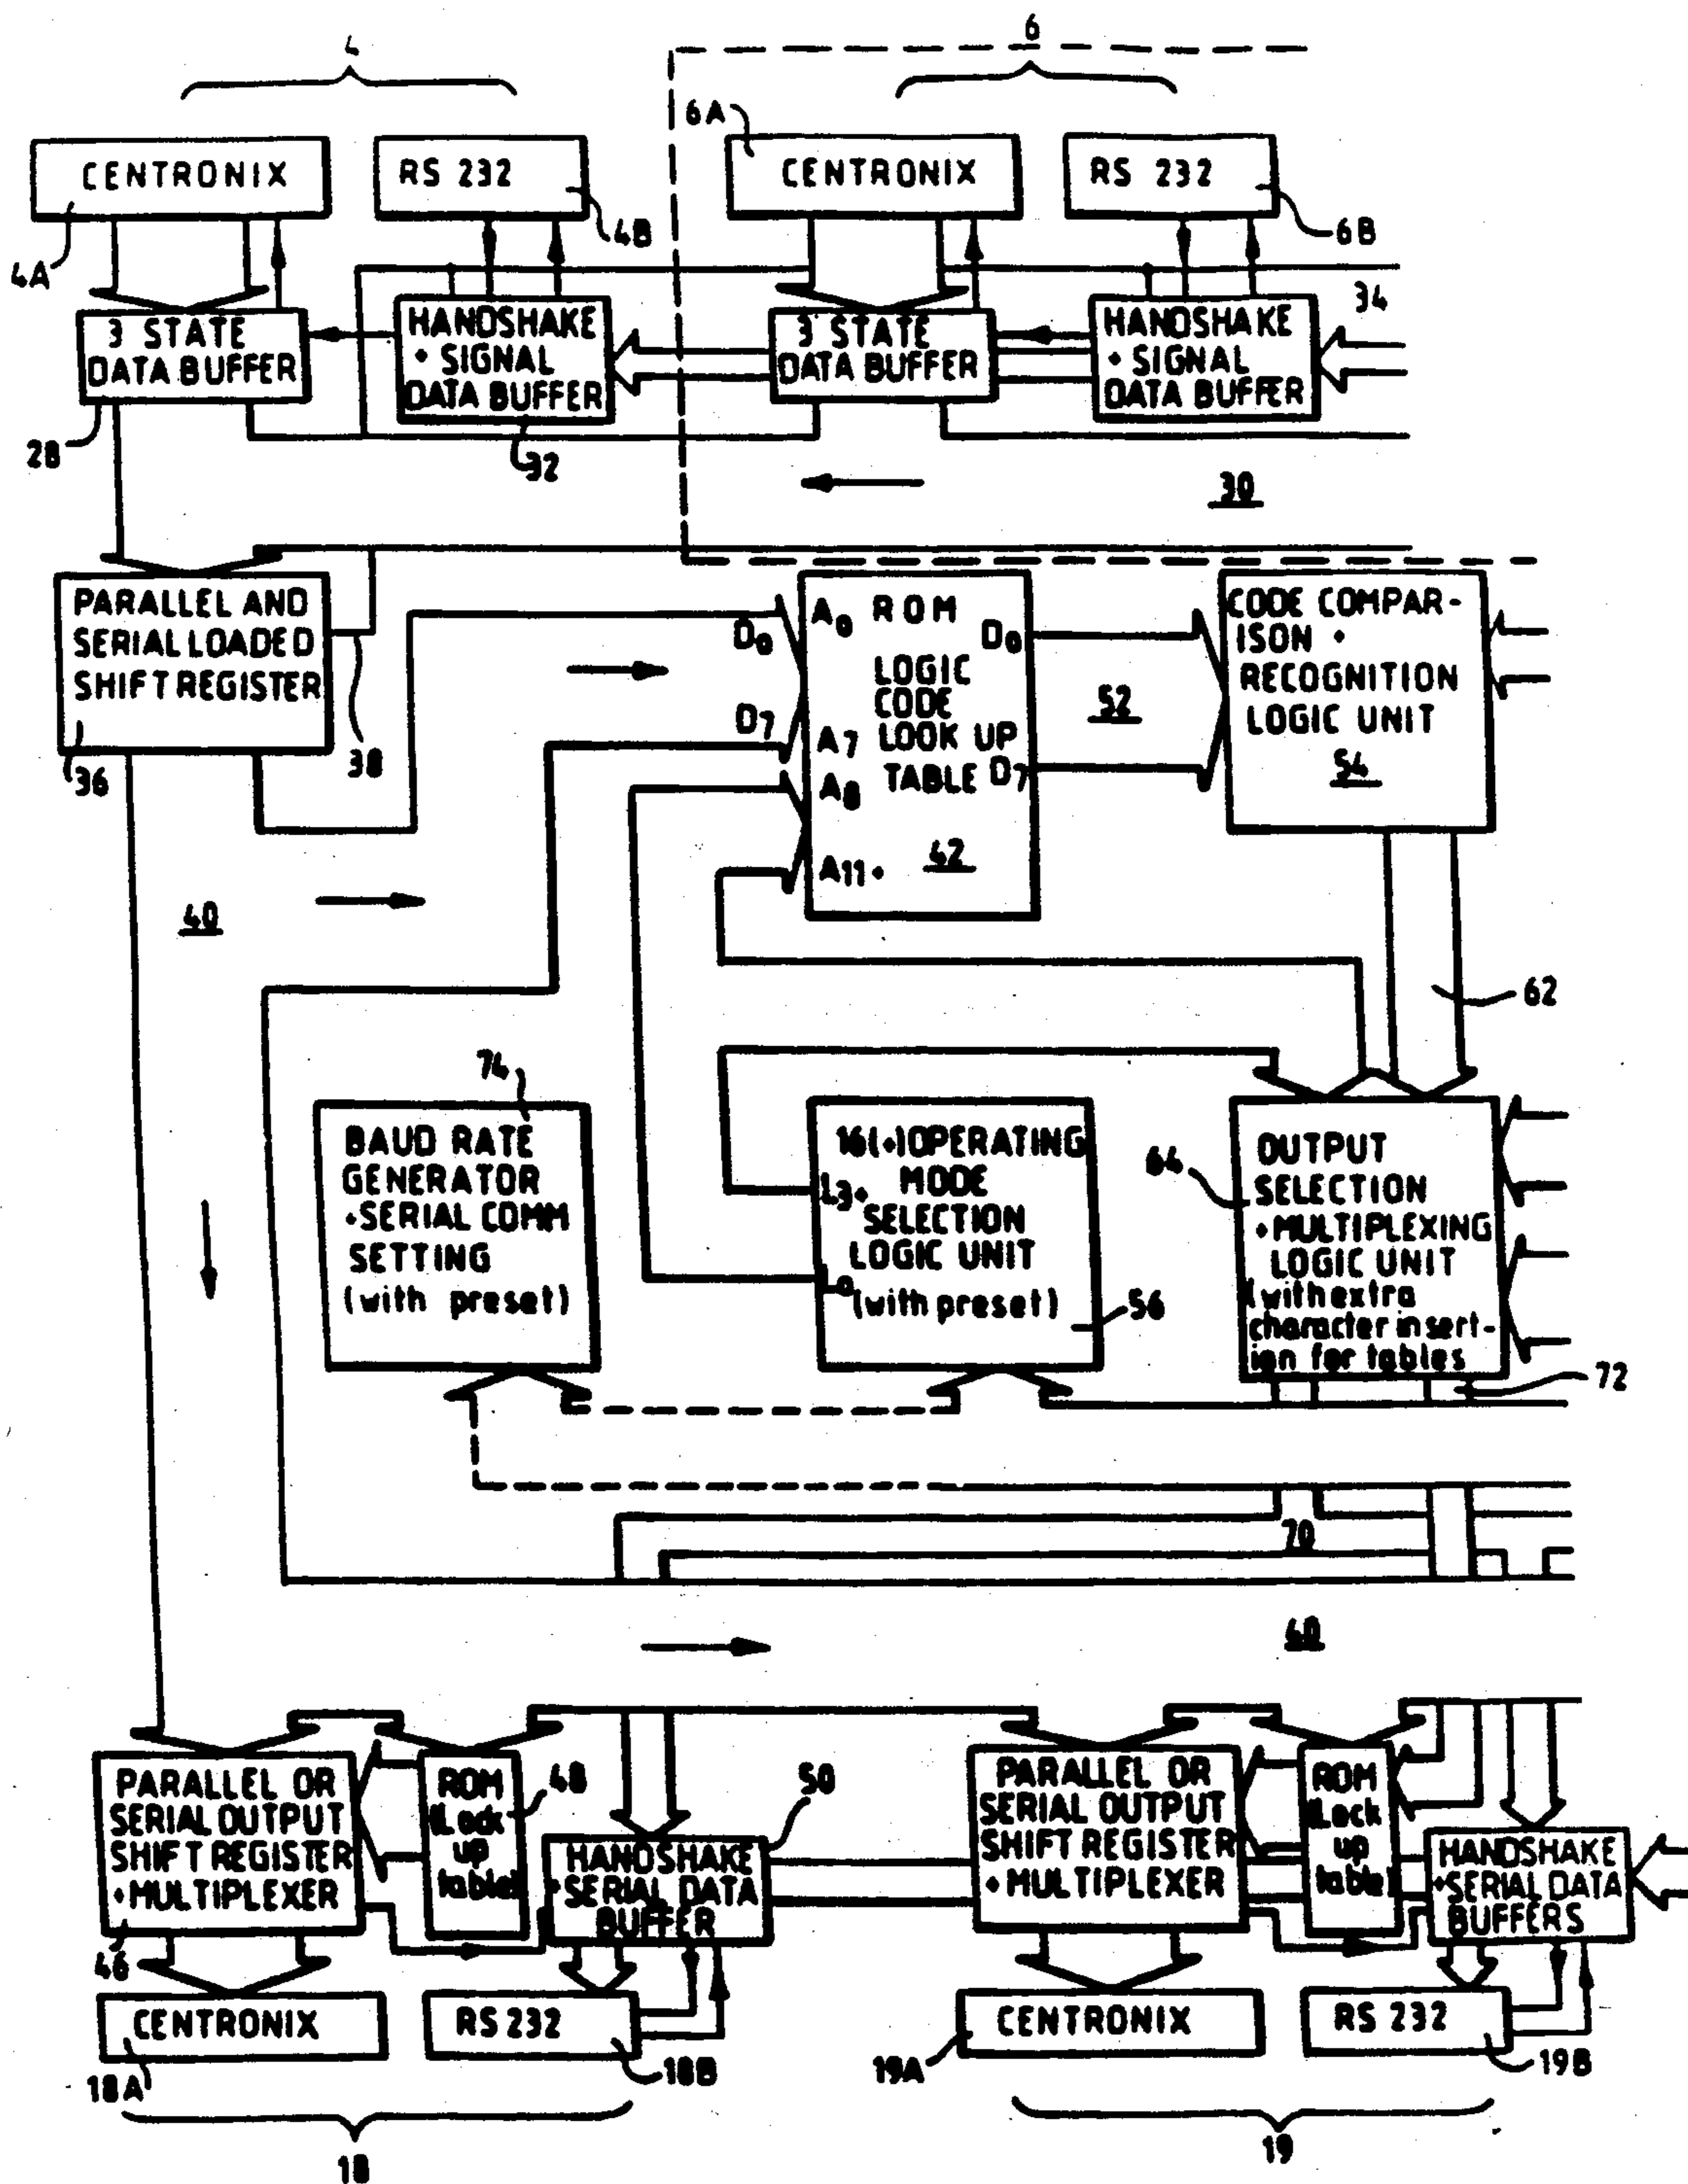 4
6
6A
CENTRONIX
RS 232
CENTRONIX
RS 232
4A
4B
6B
34
3 STATE
DATA BUFFER
HANDSHAKE
+ SIGNAL
DATA BUFFER
3 STATE
DATA BUFFER
HANDSHAKE
+ SIGNAL
DATA BUFFER
28
32
30
PARALLEL AND
SERIAL LOADED
SHIFT REGISTER
36
38
D0
D7
A0 ROM
D0
LOGIC
CODE
A7 LOOK UP
TABLE D7
A8
A11+
42
52
CODE COMPAR-
ISON +
RECOGNITION
LOGIC UNIT
54
40
62
74
BAUD RATE
GENERATOR
+SERIAL COMM
SETTING
(with preset)
16(+)OPERATING
L3+ MODE
SELECTION
LOGIC UNIT
L0 (with preset)
56
64
OUTPUT
SELECTION
+MULTIPLEXING
LOGIC UNIT
(with extra
character insert-
ion for tables
72
70
40
PARALLEL OR
SERIAL OUTPUT
SHIFT REGISTER
+MULTIPLEXER
46
ROM
(Look
up
table)
48
50
HANDSHAKE
+SERIAL DATA
BUFFER
PARALLEL OR
SERIAL OUTPUT
SHIFT REGISTER
+ MULTIPLEXER
ROM
(Look
up
table)
HANDSHAKE
+SERIAL DATA
BUFFERS
CENTRONIX
RS 232
CENTRONIX
RS 232
18A
18B
19A
19B
18
19